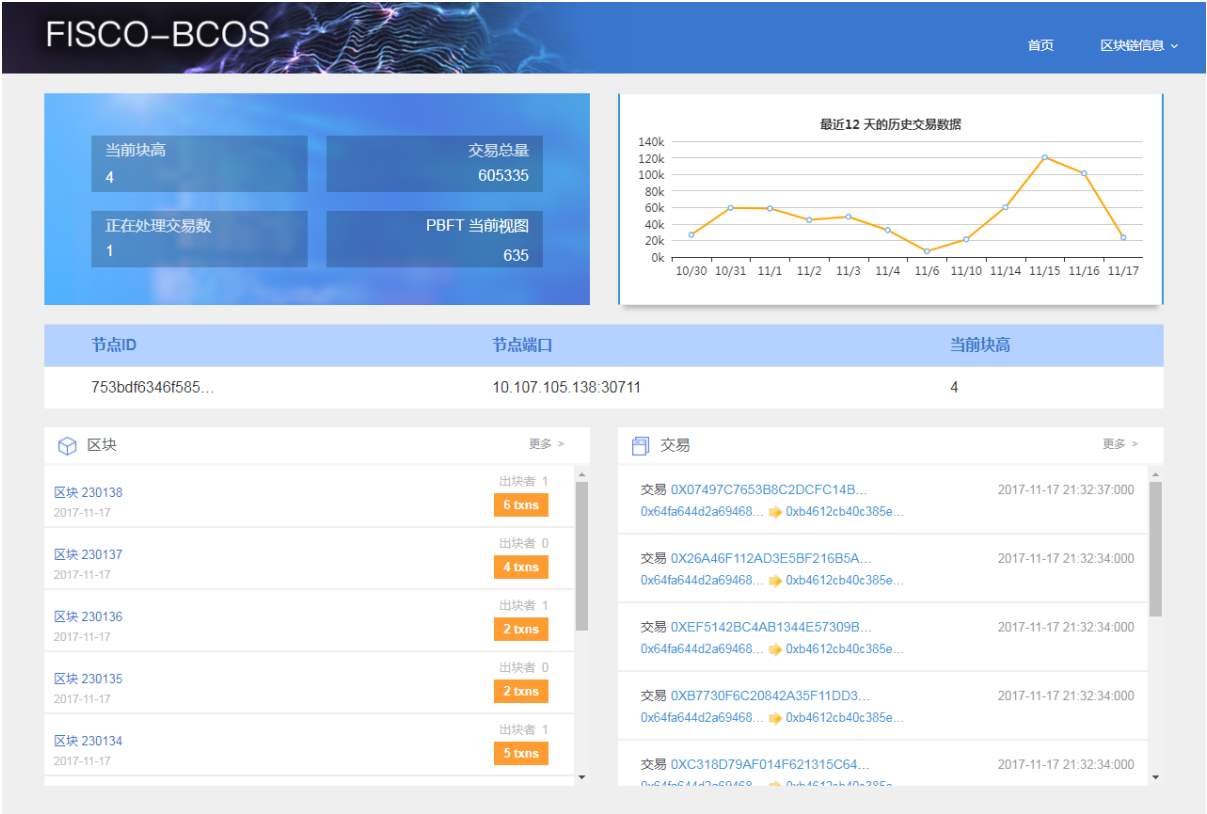 FISCO-BCOS
首页
区块链信息
当前块高
4
交易总量
605335
正在处理交易数
1
PBFT 当前视图
635
最近12 天的历史交易数据
140k
120k
100k
80k
60k
40k
20k
0k
10/30 10/31 11/1 11/2 11/3 11/4 11/6 11/10 11/14 11/15 11/16 11/17
节点ID 节点端口 当前块高
753bdf6346f585... 10.107.105.138:30711 4
区块 更多 >
区块 230138
2017-11-17
出块者 1
6 txns
区块 230137
2017-11-17
出块者 0
4 txns
区块 230136
2017-11-17
出块者 1
2 txns
区块 230135
2017-11-17
出块者 0
2 txns
区块 230134
2017-11-17
出块者 1
5 txns
交易 更多 >
交易 0X07497C7653B8C2DCFC14B... 2017-11-17 21:32:37:000
0x64fa644d2a69468... 0xb4612cb40c385e...
交易 0X26A46F112AD3E5BF216B5A... 2017-11-17 21:32:34:000
0x64fa644d2a69468... 0xb4612cb40c385e...
交易 0XEF5142BC4AB1344E57309B... 2017-11-17 21:32:34:000
0x64fa644d2a69468... 0xb4612cb40c385e...
交易 0XB7730F6C20842A35F11DD3... 2017-11-17 21:32:34:000
0x64fa644d2a69468... 0xb4612cb40c385e...
交易 0XC318D79AF014F621315C64... 2017-11-17 21:32:34:000
0x64fa644d2a69468... 0xb4612cb40c385e...